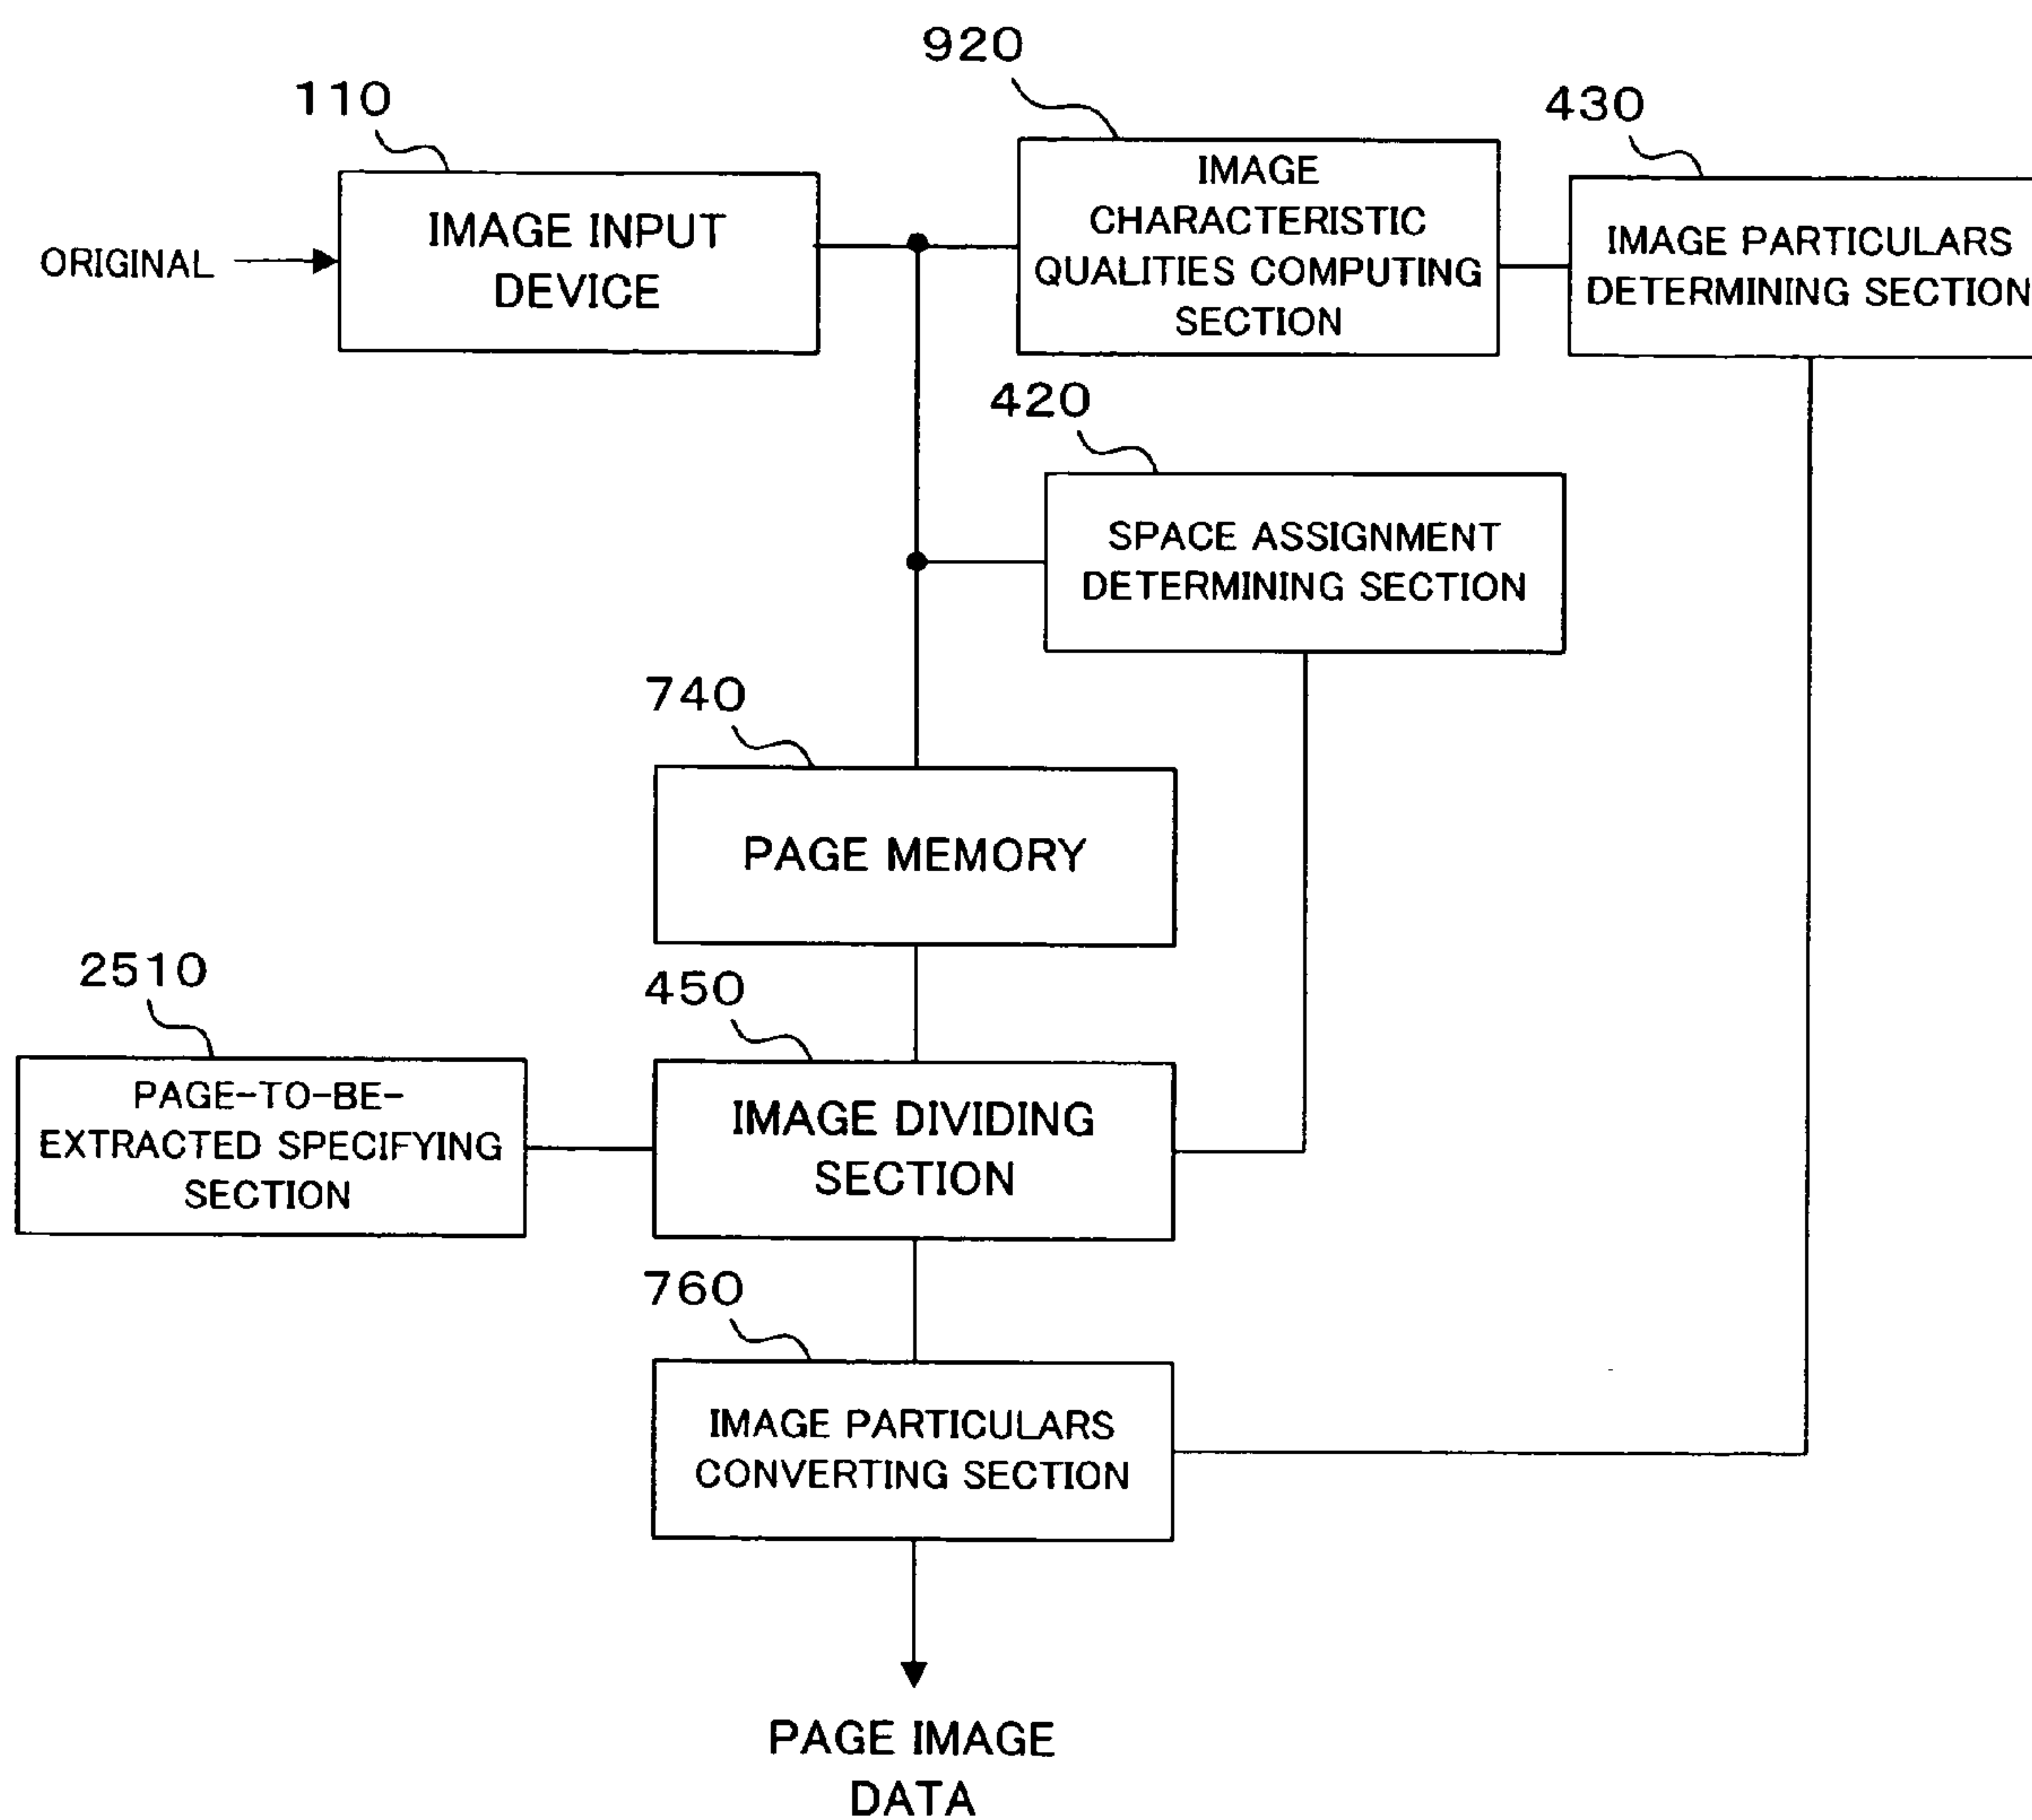 920
110
430
IMAGE
CHARACTERISTIC
QUALITIES COMPUTING
SECTION
IMAGE INPUT
DEVICE
ORIGINAL
IMAGE PARTICULARS
DETERMINING SECTION
420
SPACE ASSIGNMENT
DETERMINING SECTION
740
PAGE MEMORY
2510
450
PAGE-TO-BE-
EXTRACTED SPECIFYING
SECTION
IMAGE DIVIDING
SECTION
760
IMAGE PARTICULARS
CONVERTING SECTION
PAGE IMAGE
DATA